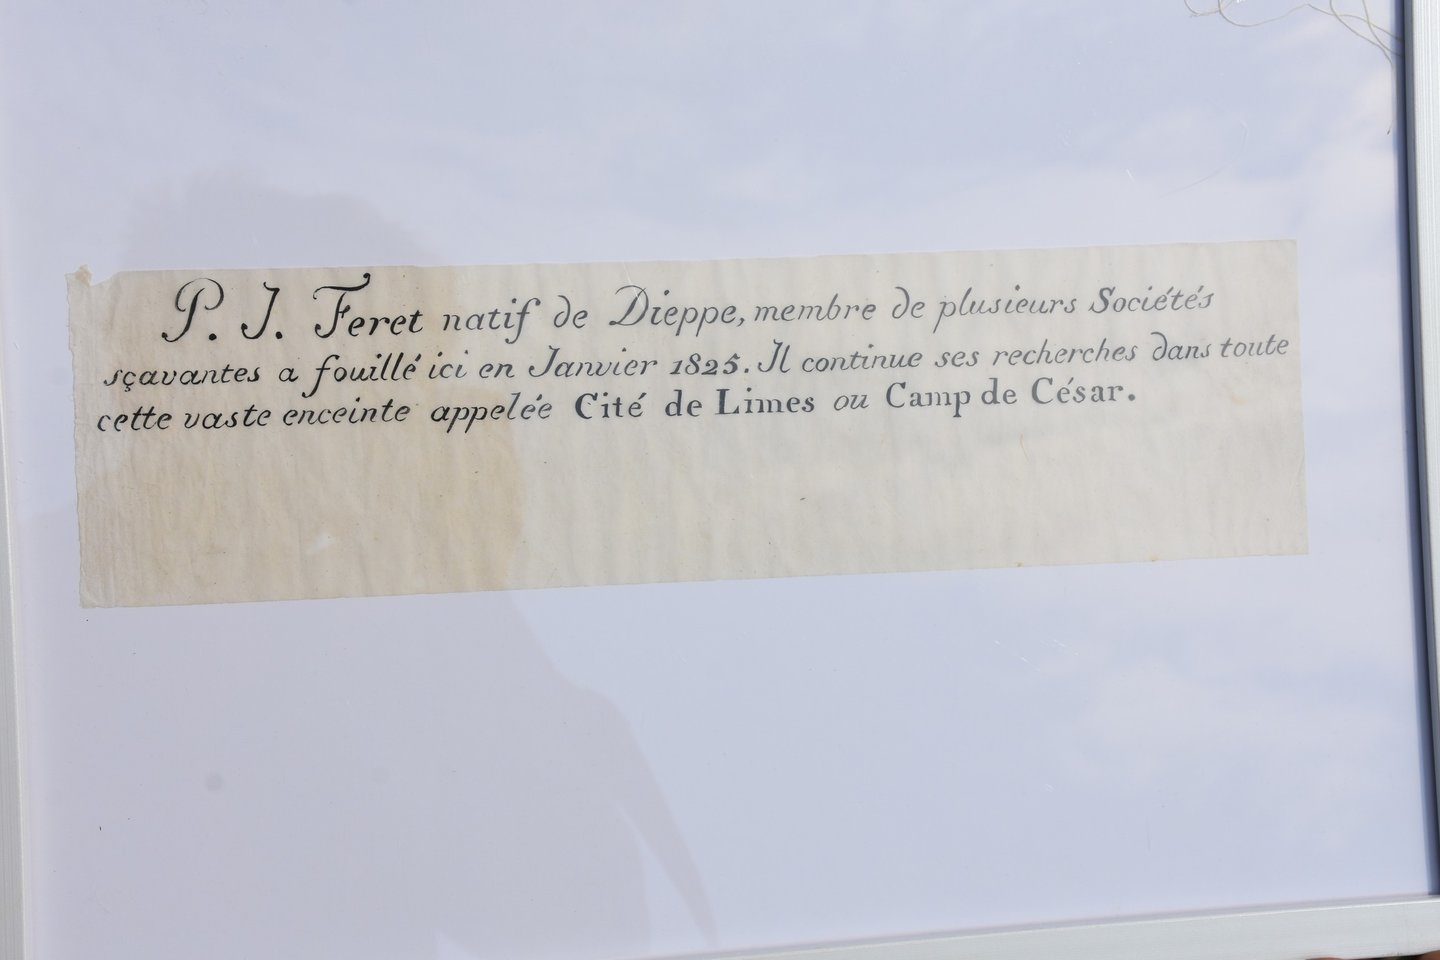 P. J. Feret natif de Dieppe, membre de plusieurs Sociétés
sçavantes a fouillé ici en Janvier 1825. Il continue ses recherches dans toute
cette vaste enceinte appelée Cité de Limes ou Camp de César.